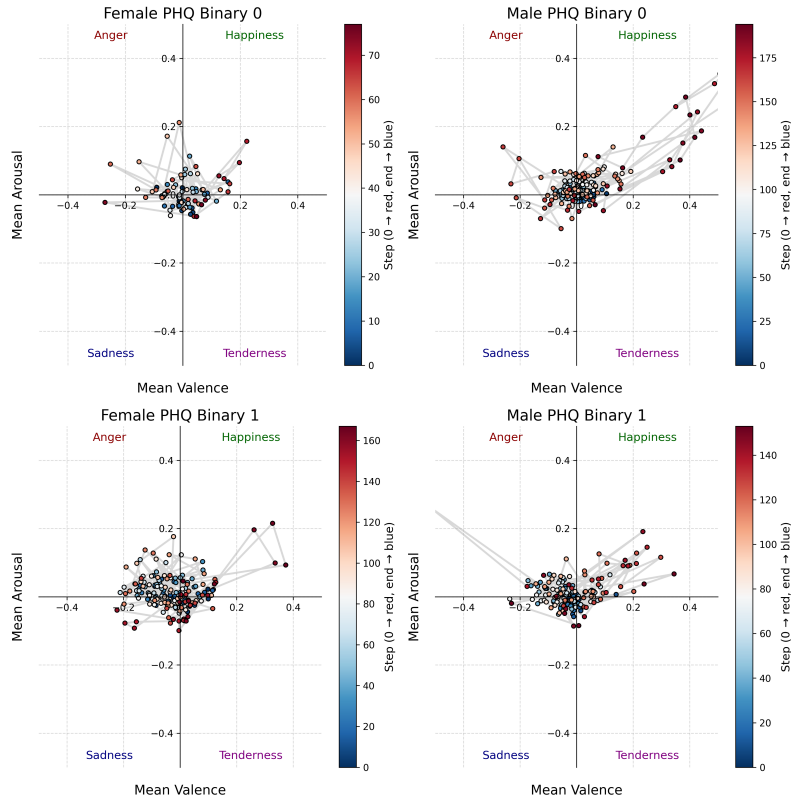 Female PHQ Binary 0
Anger
Happiness
Sadness
Tenderness
0.4
0.2
−0.2
−0.4
−0.4
−0.2
0.0
0.2
0.4
Mean Arousal
Mean Valence
70
60
50
40
30
20
10
0
Step (0 → red, end → blue)
Male PHQ Binary 0
Anger
Happiness
Sadness
Tenderness
0.4
0.2
−0.2
−0.4
−0.4
−0.2
0.0
0.2
0.4
Mean Arousal
Mean Valence
175
150
125
100
75
50
25
0
Step (0 → red, end → blue)
Female PHQ Binary 1
Anger
Happiness
Sadness
Tenderness
0.4
0.2
−0.2
−0.4
−0.4
−0.2
0.0
0.2
0.4
Mean Arousal
Mean Valence
160
140
120
100
80
60
40
20
0
Step (0 → red, end → blue)
Male PHQ Binary 1
Anger
Happiness
Sadness
Tenderness
0.4
0.2
−0.2
−0.4
−0.4
−0.2
0.0
0.2
0.4
Mean Arousal
Mean Valence
140
120
100
80
60
40
20
0
Step (0 → red, end → blue)